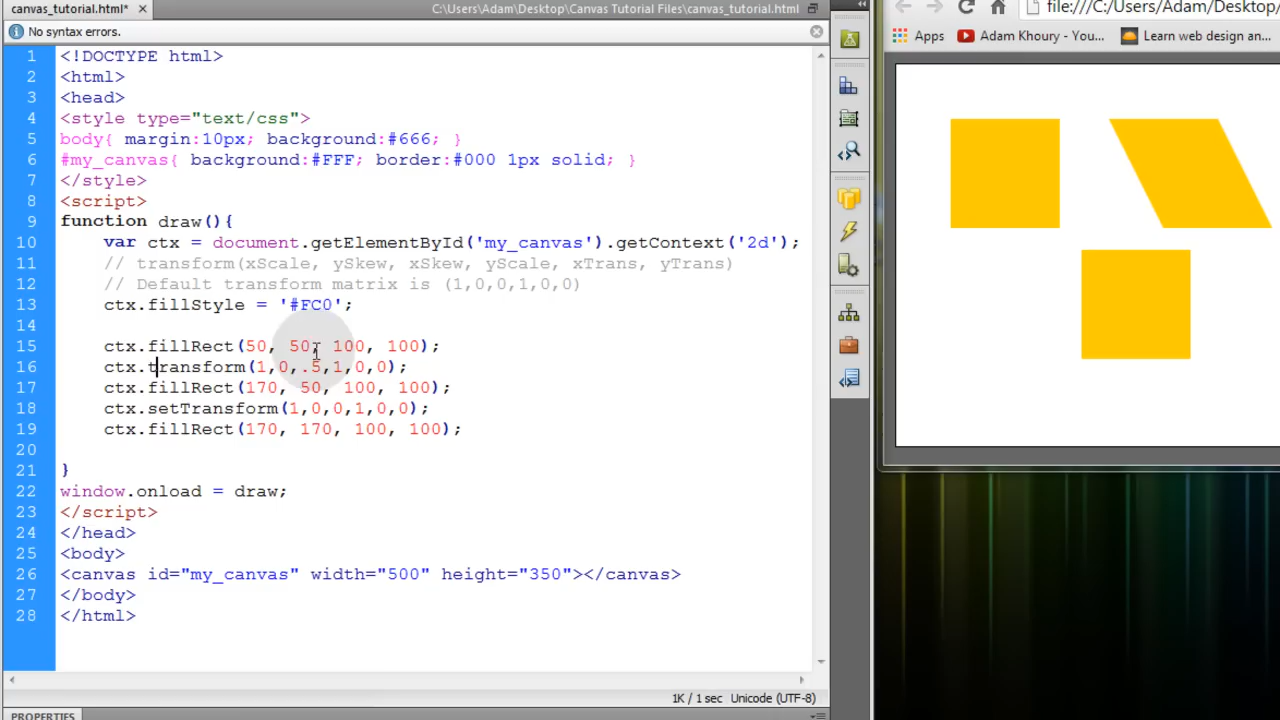 canvas_tutorial.html*
C:\Users\Adam\Desktop\Canvas Tutorial Files\canvas_tutorial.html
No syntax errors.
1 <!DOCTYPE html>
2 <html>
3 <head>
4 <style type="text/css">
5 body{ margin:10px; background:#666; }
6 #my_canvas{ background:#FFF; border:#000 1px solid; }
7 </style>
8 <script>
9 function draw(){
10 var ctx = document.getElementById('my_canvas').getContext('2d');
11 // transform(xScale, ySkew, xSkew, yScale, xTrans, yTrans)
12 // Default transform matrix is (1,0,0,1,0,0)
13 ctx.fillStyle = '#FC0';
14
15 ctx.fillRect(50, 50, 100, 100);
16 ctx.transform(1,0,.5,1,0,0);
17 ctx.fillRect(170, 50, 100, 100);
18 ctx.setTransform(1,0,0,1,0,0);
19 ctx.fillRect(170, 170, 100, 100);
20
21 }
22 window.onload = draw;
23 </script>
24 </head>
25 <body>
26 <canvas id="my_canvas" width="500" height="350"></canvas>
27 </body>
28 </html>
1K / 1 sec Unicode (UTF-8)
PROPERTIES
file:///C:/Users/Adam/Desktop/
Apps Adam Khoury - You... Learn web design an...